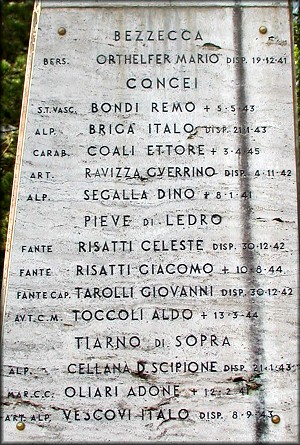 BEZZECCA
BERS. ORTHELFER MARIO DISP. 19·12·41
CONCEI
S.T. VASC. BONDI REMO + 5·5·43
ALP. BRIGA ITALO DISP. 21·1·43
CARAB. COALI ETTORE + 3·4·45
ART. RAVIZZA GUERRINO DISP. 4·11·42
ALP. SEGALLA DINO + 8·1·41
PIEVE di LEDRO
FANTE RISATTI CELESTE DISP. 30·12·42
FANTE RISATTI GIACOMO + 10·8·44
FANTE CAP. TAROLLI GIOVANNI DISP. 30·12·42
AUT. C.M. TOCCOLI ALDO + 13·3·44
TIARNO di SOPRA
ALP. CELLANA D. SCIPIONE DISP. 21·1·43
MAR.C.C. OLIARI ADONE + 12·2·41
ART. ALP. VESCOVI ITALO DISP. 8·9·43